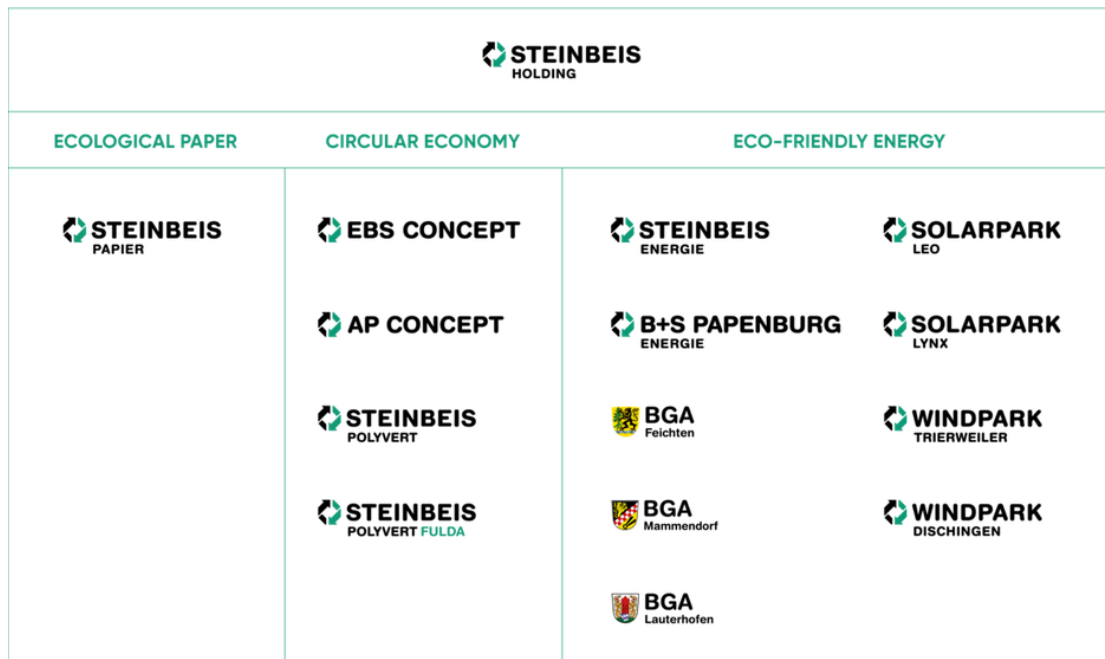 STEINBEIS
HOLDING
ECOLOGICAL PAPER
CIRCULAR ECONOMY
ECO-FRIENDLY ENERGY
STEINBEIS
PAPIER
EBS CONCEPT
AP CONCEPT
STEINBEIS
POLYVERT
STEINBEIS
POLYVERT FULDA
STEINBEIS
ENERGIE
B+S PAPENBURG
ENERGIE
BGA
Feichten
BGA
Mammendorf
BGA
Lauterhofen
SOLARPARK
LEO
SOLARPARK
LYNX
WINDPARK
TRIERWEILER
WINDPARK
DISCHINGEN